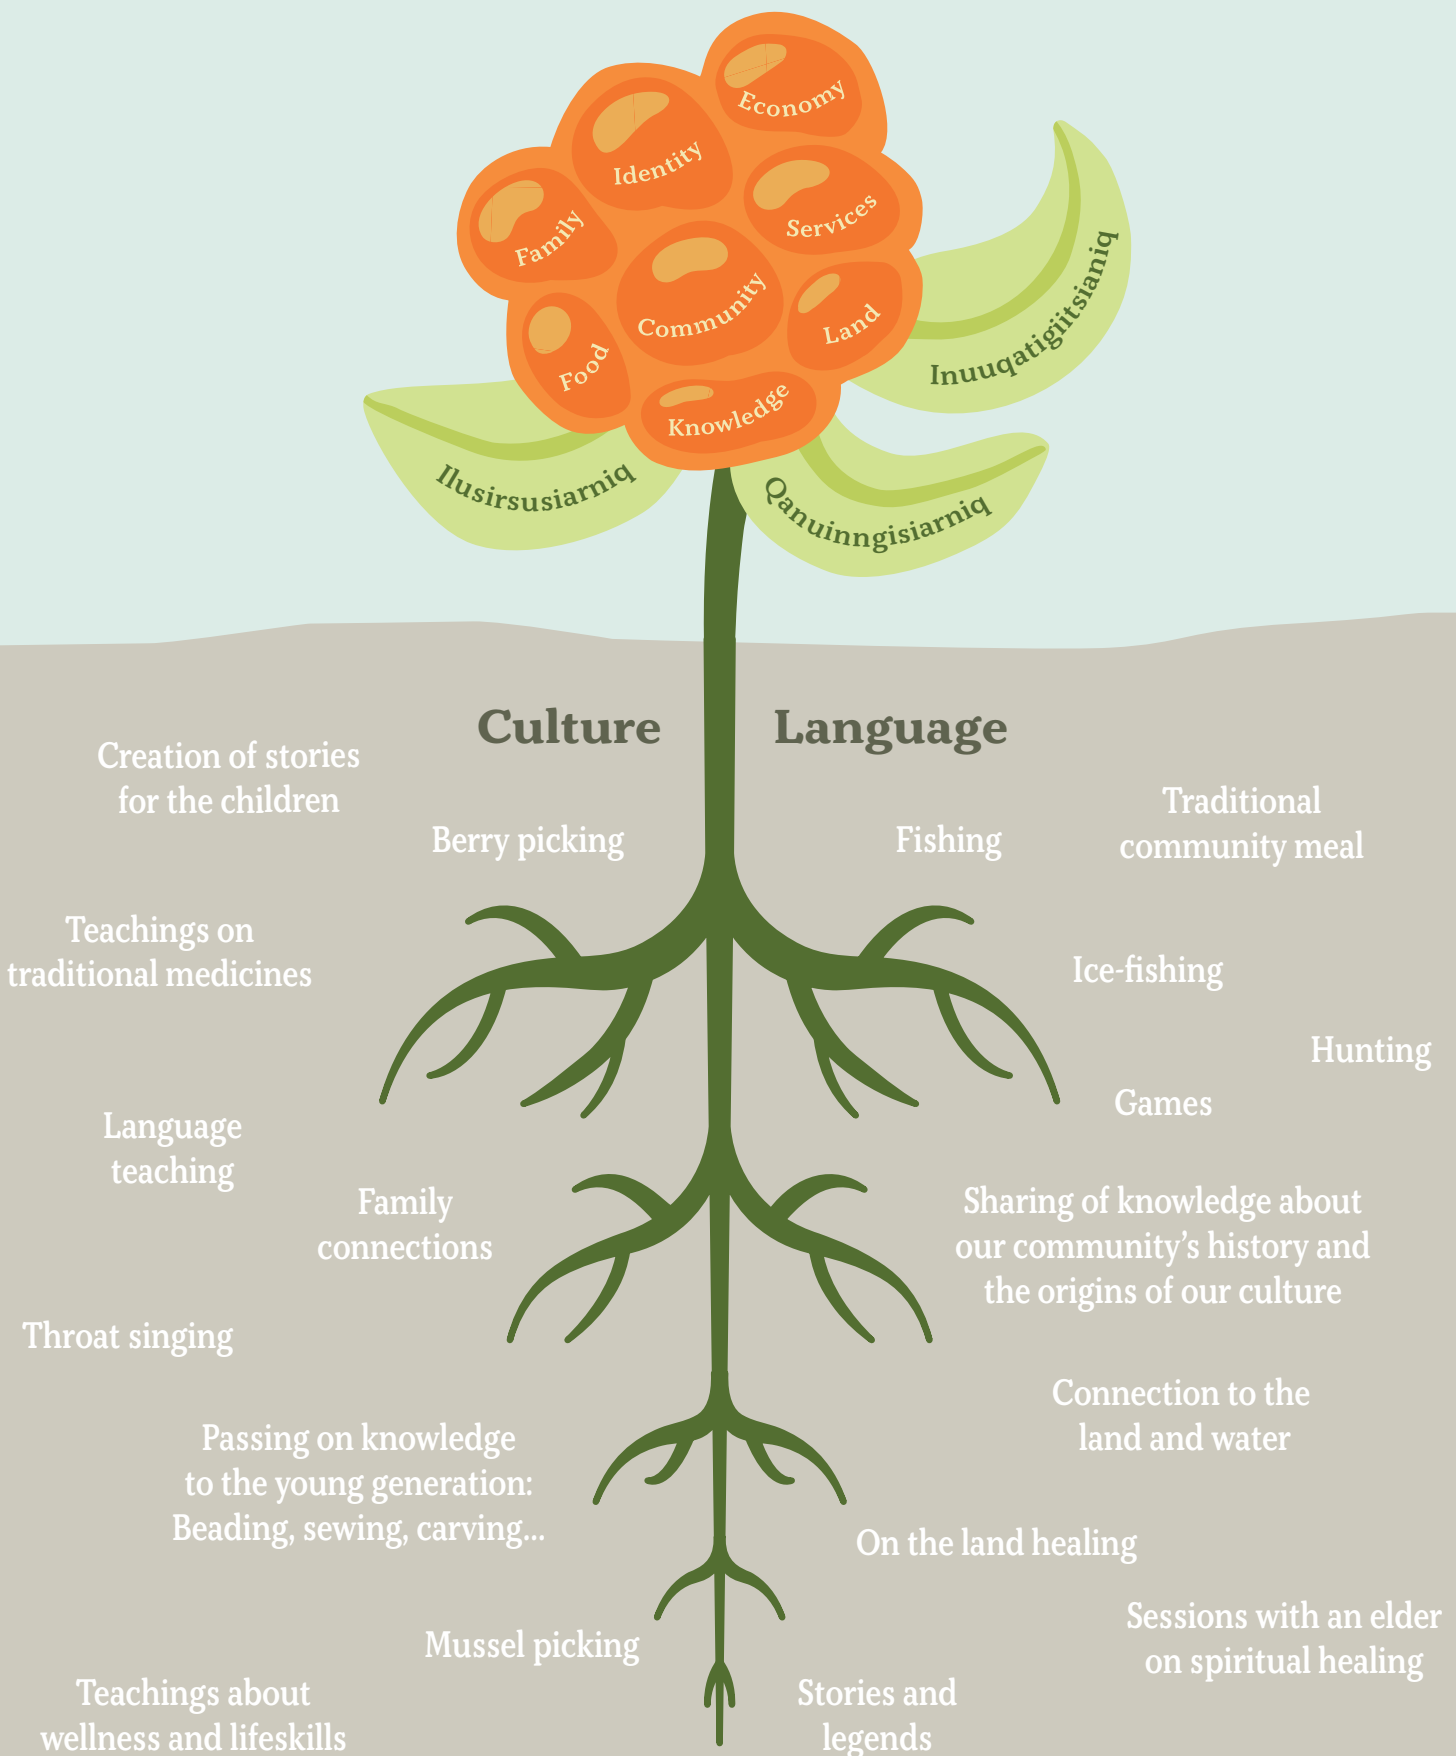 Economy
Identity
Services
Family
Community
Land
Food
Knowledge
Inuuqatigiitsianiq
Ilusirsusiarniq
Qanuinngisiarniq
Culture
Language
Creation of stories
for the children
Berry picking
Fishing
Traditional
community meal
Teachings on
traditional medicines
Ice-fishing
Hunting
Games
Language
teaching
Family
connections
Sharing of knowledge about
our community’s history and
the origins of our culture
Throat singing
Connection to the
land and water
Passing on knowledge
to the young generation:
Beading, sewing, carving...
On the land healing
Sessions with an elder
on spiritual healing
Mussel picking
Teachings about
wellness and lifeskills
Stories and
legends